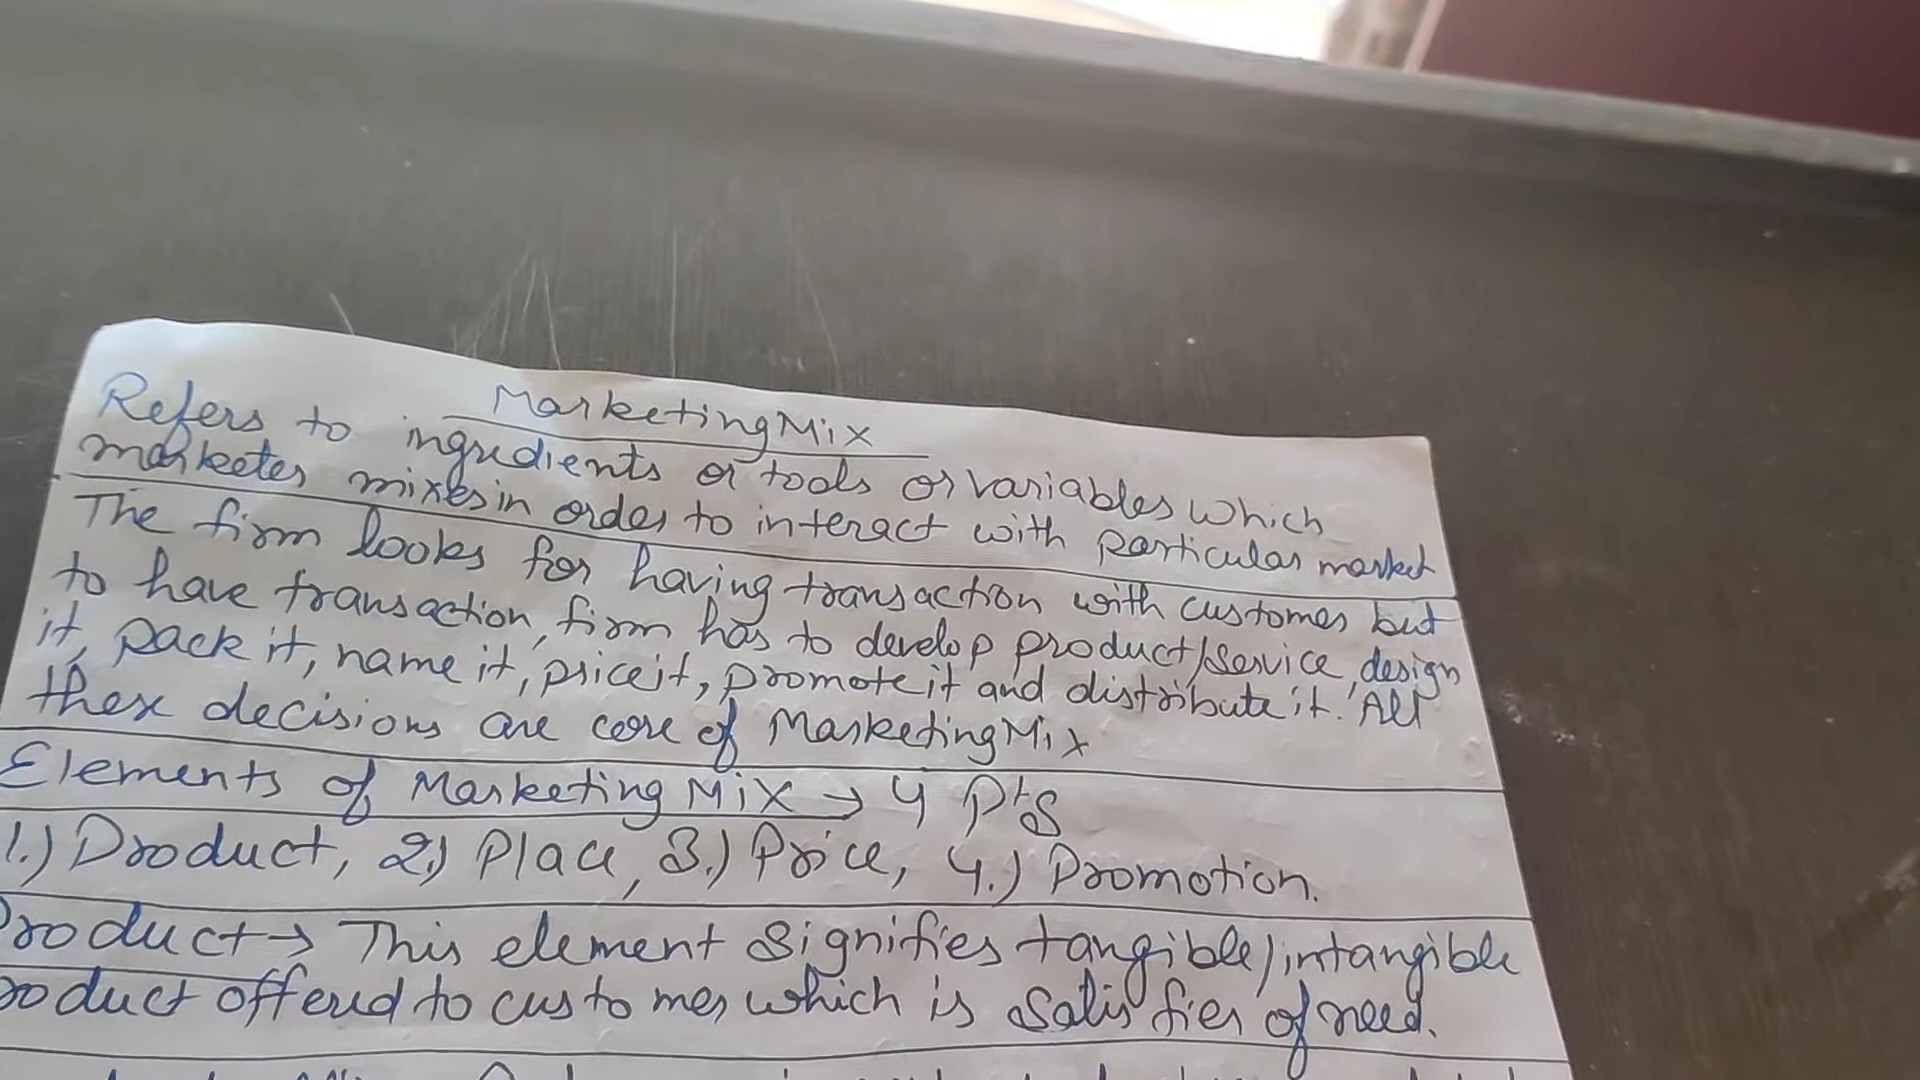 Marketing Mix
Refers to ingredients or tools or variables which
marketer mixes in order to interact with particular market
The firm looks for having transaction with customer but
to have transaction, firm has to develop product/service, design
it, pack it, name it, price it, promote it and distribute it. All
these decisions are core of Marketing Mix
Elements of Marketing Mix → 4 P's
1.) Product, 2.) Place, 3.) Price, 4.) Promotion.
Product → This element signifies tangible/intangible
product offered to customer which is satisfier of need.